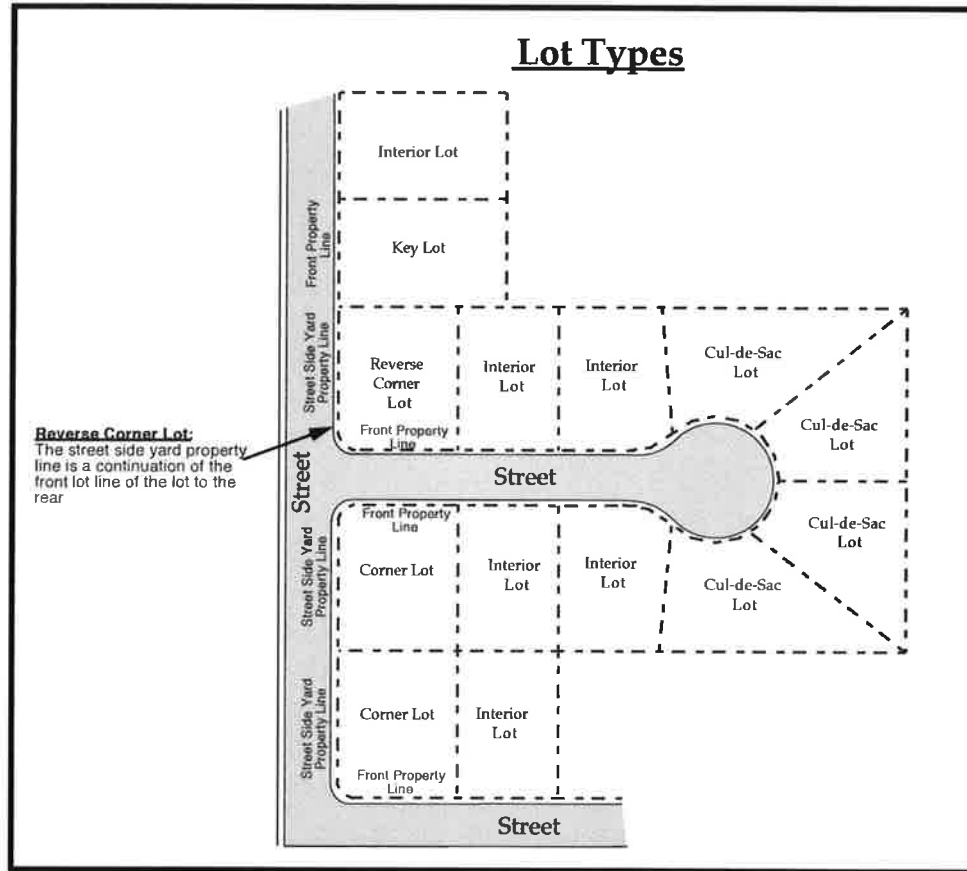 Lot Types
Interior Lot
Key Lot
Front Property
Line
Street Side Yard
Property Line
Reverse
Corner
Lot
Front Property
Line
Interior
Lot
Interior
Lot
Cul-de-Sac
Lot
Cul-de-Sac
Lot
Reverse Corner Lot:
The street side yard property
line is a continuation of the
front lot line of the lot to the
rear
Street
Street
Front Property
Line
Street Side Yard
Property Line
Corner Lot
Interior
Lot
Interior
Lot
Cul-de-Sac
Lot
Cul-de-Sac
Lot
Street Side Yard
Property Line
Corner Lot
Interior
Lot
Front Property
Line
Street